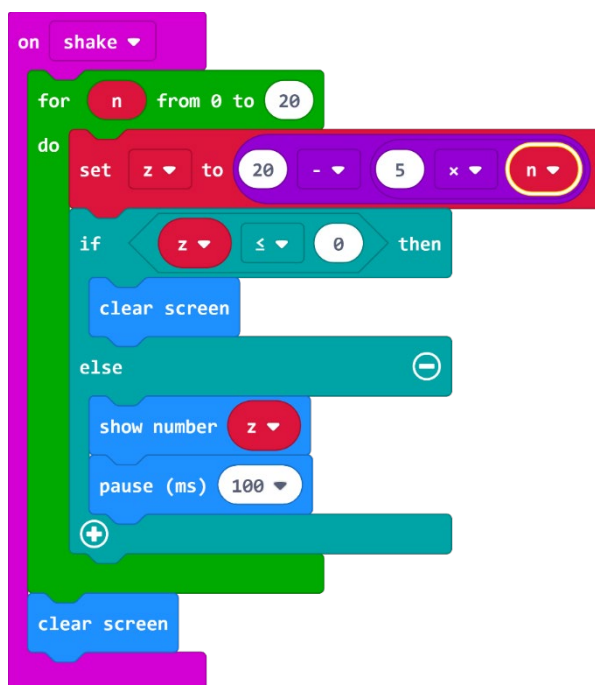 on shake
for n from 0 to 20
do
set z to 20 - 5 × n
if z ≤ 0 then
clear screen
else
show number z
pause (ms) 100
clear screen